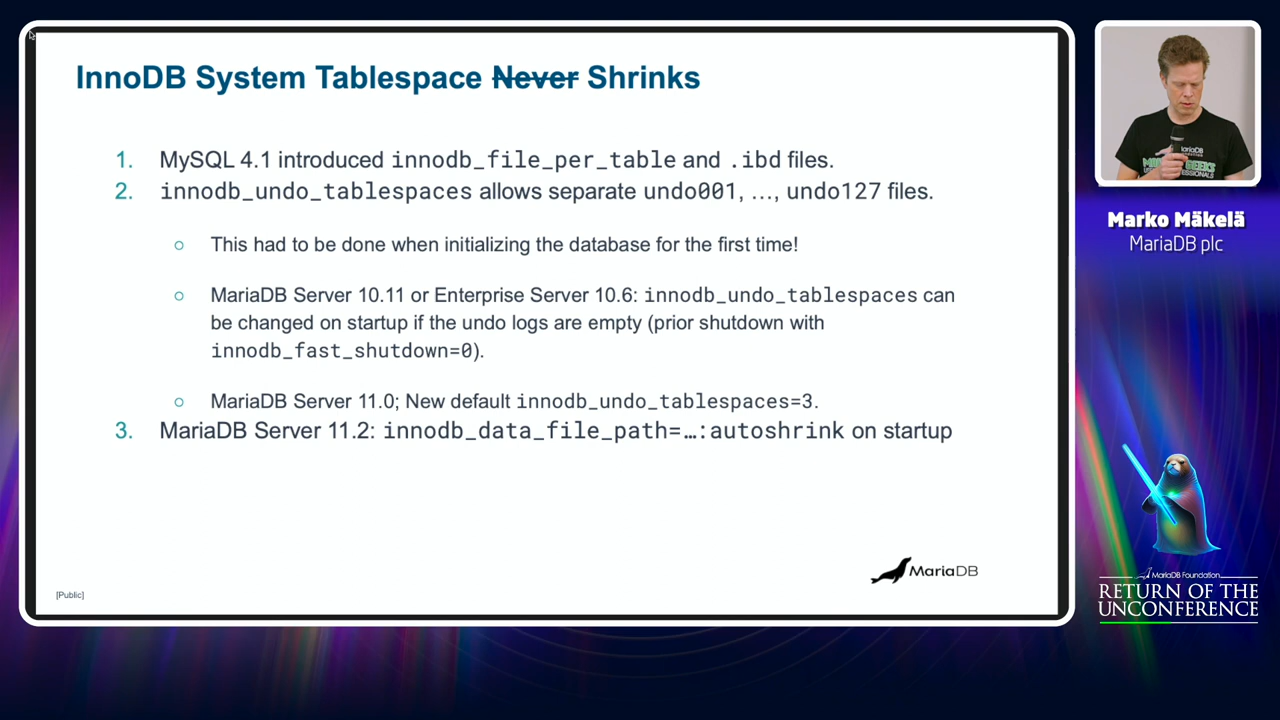 InnoDB System Tablespace Never Shrinks
1. MySQL 4.1 introduced innodb_file_per_table and .ibd files.
2. innodb_undo_tablespaces allows separate undo001, …, undo127 files.
○ This had to be done when initializing the database for the first time!
○ MariaDB Server 10.11 or Enterprise Server 10.6: innodb_undo_tablespaces can
be changed on startup if the undo logs are empty (prior shutdown with
innodb_fast_shutdown=0).
○ MariaDB Server 11.0; New default innodb_undo_tablespaces=3.
3. MariaDB Server 11.2: innodb_data_file_path=…:autoshrink on startup
MariaDB
[Public]
MariaDB
Marko Mäkelä
MariaDB plc
MariaDB Foundation
RETURN OF THE
UNCONFERENCE